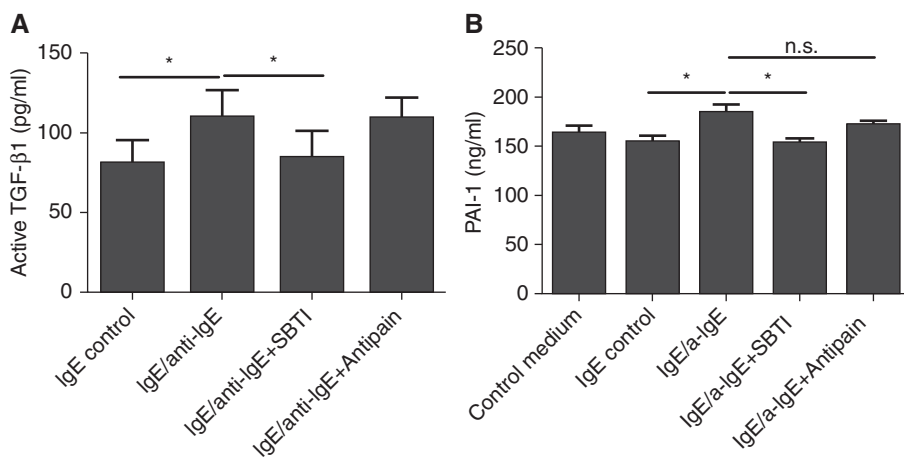 A
150
100
50
0
Active TGF-β1 (pg/ml)
*
*
IgE control
IgE/anti-IgE
IgE/anti-IgE+SBTI
IgE/anti-IgE+Antipain
B
250
200
150
100
50
0
PAI-1 (ng/ml)
n.s.
*
*
Control medium
IgE control
IgE/a-IgE
IgE/a-IgE+SBTI
IgE/a-IgE+Antipain